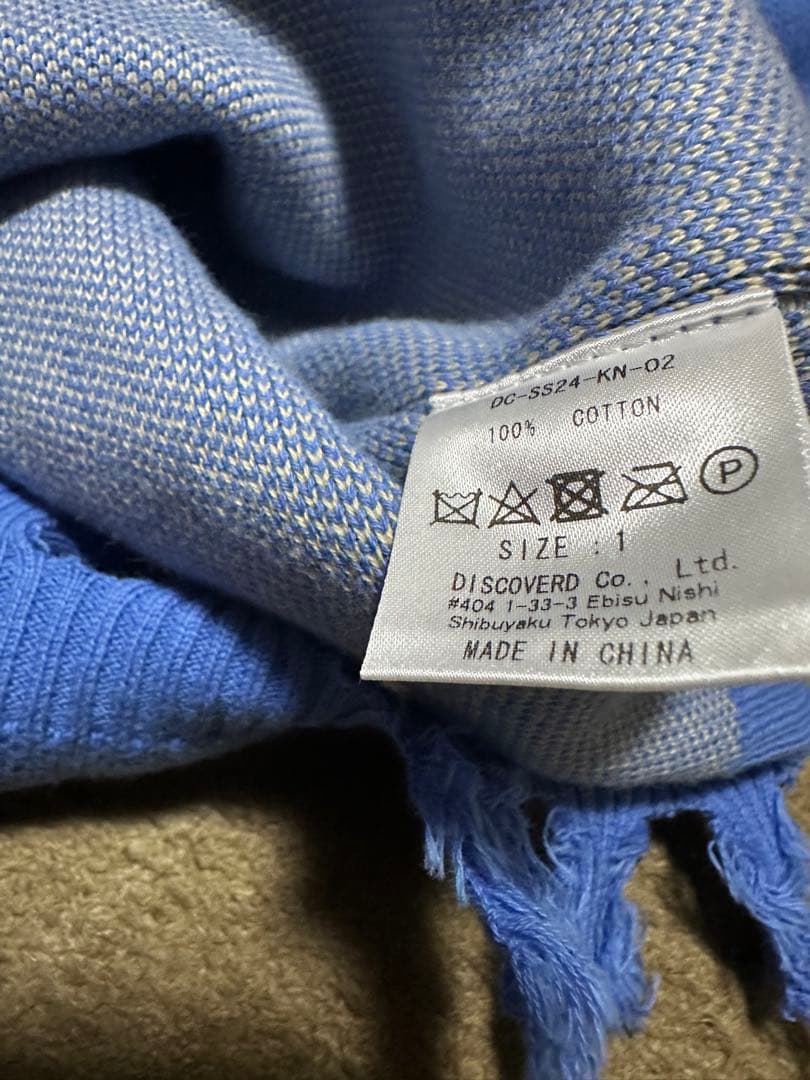 DC-SS24-KN-02
100% COTTON
P
SIZE : 1
DISCOVERD Co., Ltd.
#404 1-33-3 Ebisu Nishi
Shibuyaku Tokyo Japan
MADE IN CHINA